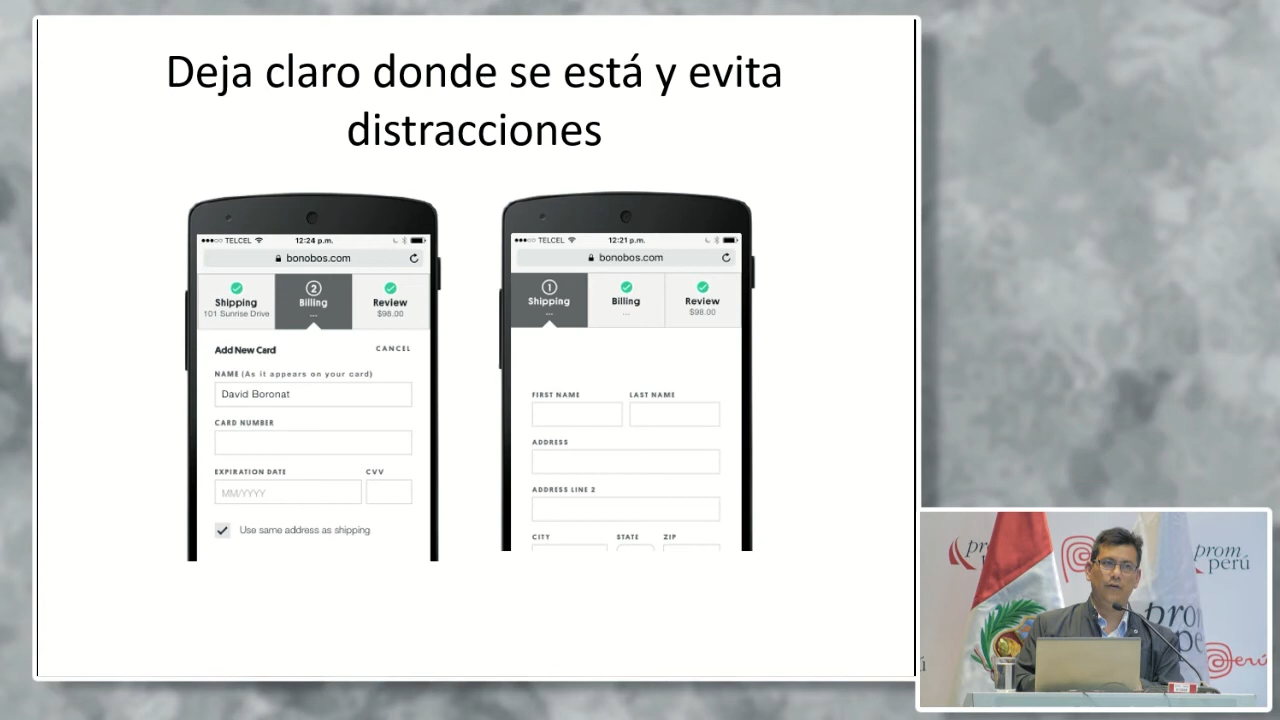 Deja claro donde se está y evita
distracciones
TELCEL 12:24 p.m.
bonobos.com
Shipping
101 Sunrise Drive
2
Billing
...
Review
$98.00
Add New Card
CANCEL
NAME (As it appears on your card)
David Boronat
CARD NUMBER
EXPIRATION DATE
CVV
MM/YYYY
Use same address as shipping
TELCEL 12:21 p.m.
bonobos.com
1
Shipping
...
Billing
...
Review
$98.00
FIRST NAME
LAST NAME
ADDRESS
ADDRESS LINE 2
CITY
STATE
ZIP
prom
perú